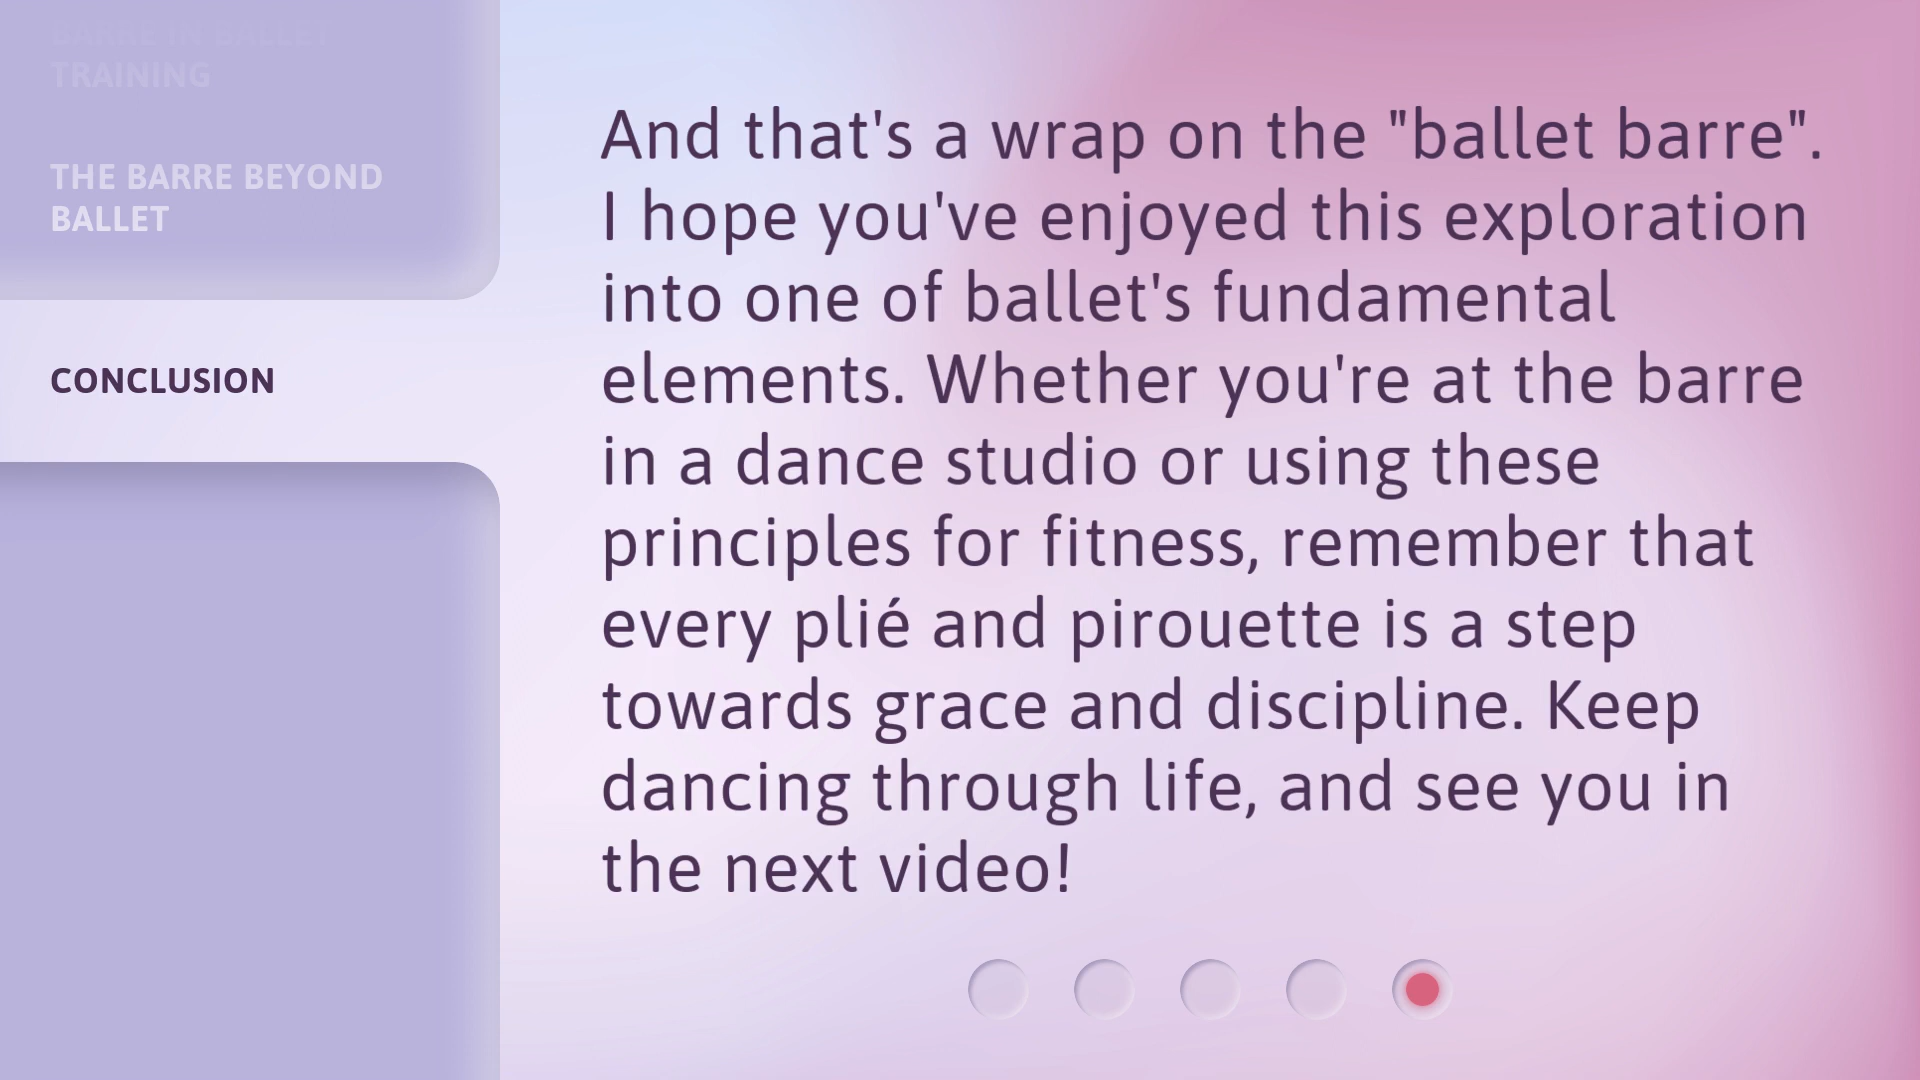 BARRE IN BALLET
TRAINING
THE BARRE BEYOND
BALLET
CONCLUSION
And that's a wrap on the "ballet barre".
I hope you've enjoyed this exploration
into one of ballet's fundamental
elements. Whether you're at the barre
in a dance studio or using these
principles for fitness, remember that
every plié and pirouette is a step
towards grace and discipline. Keep
dancing through life, and see you in
the next video!